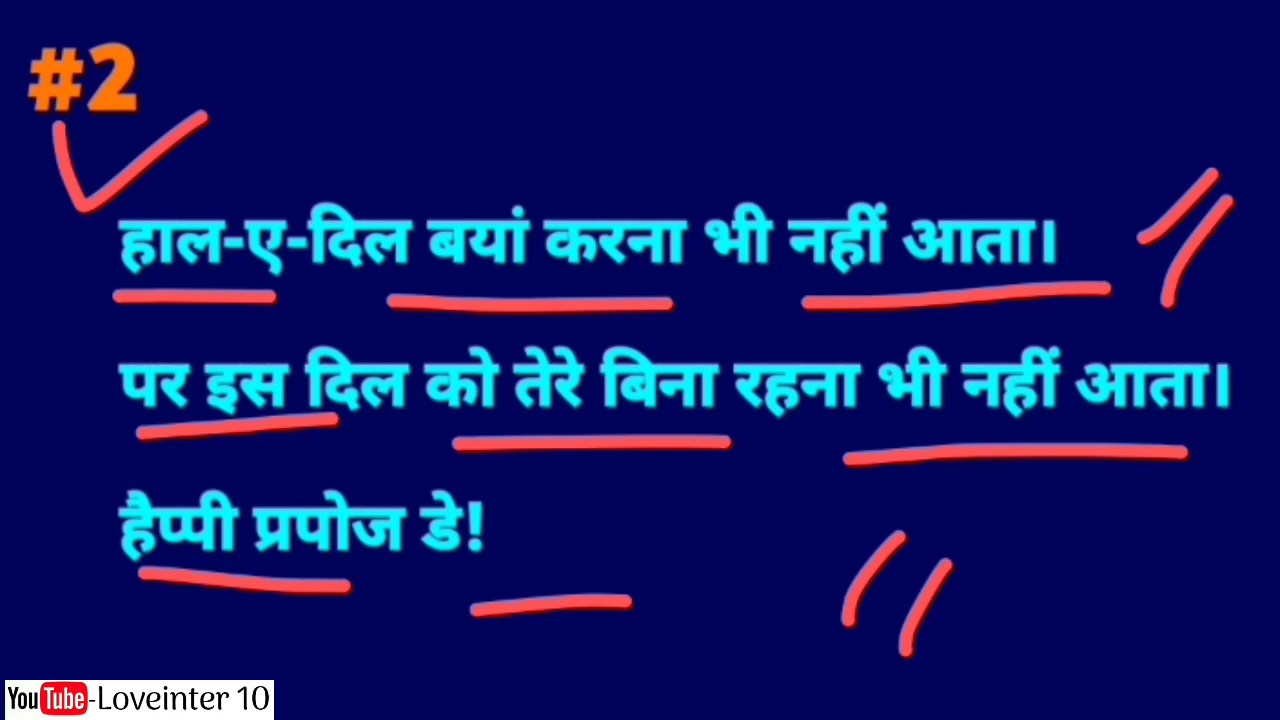 #2
हाल-ए-दिल बयां करना भी नहीं आता।
पर इस दिल को तेरे बिना रहना भी नहीं आता।
हैप्पी प्रपोज डे!
YouTube-Loveinter 10